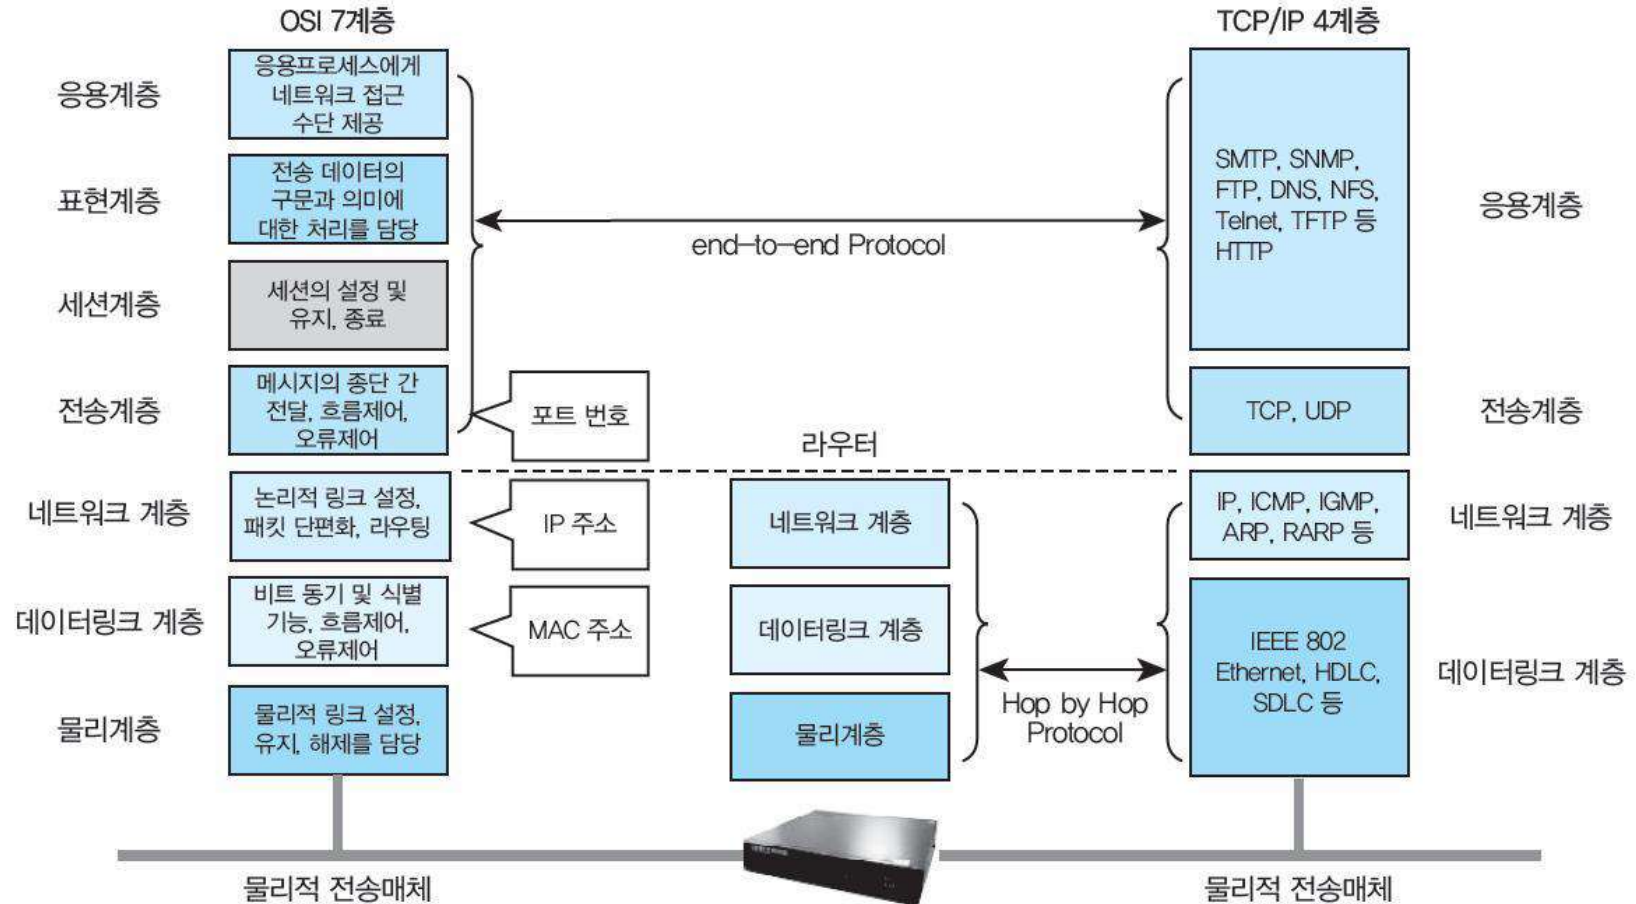 OSI 7계층
TCP/IP 4계층
응용계층
응용프로세스에게
네트워크 접근
수단 제공
표현계층
전송 데이터의
구문과 의미에
대한 처리를 담당
세션계층
세션의 설정 및
유지, 종료
전송계층
메시지의 종단 간
전달, 흐름제어,
오류제어
포트 번호
네트워크 계층
논리적 링크 설정,
패킷 단편화, 라우팅
IP 주소
데이터링크 계층
비트 동기 및 식별
기능, 흐름제어,
오류제어
MAC 주소
물리계층
물리적 링크 설정,
유지, 해제를 담당
물리적 전송매체
end-to-end Protocol
라우터
네트워크 계층
데이터링크 계층
물리계층
Hop by Hop
Protocol
SMTP, SNMP,
FTP, DNS, NFS,
Telnet, TFTP 등
HTTP
응용계층
TCP, UDP
전송계층
IP, ICMP, IGMP,
ARP, RARP 등
네트워크 계층
IEEE 802
Ethernet, HDLC,
SDLC 등
데이터링크 계층
물리적 전송매체